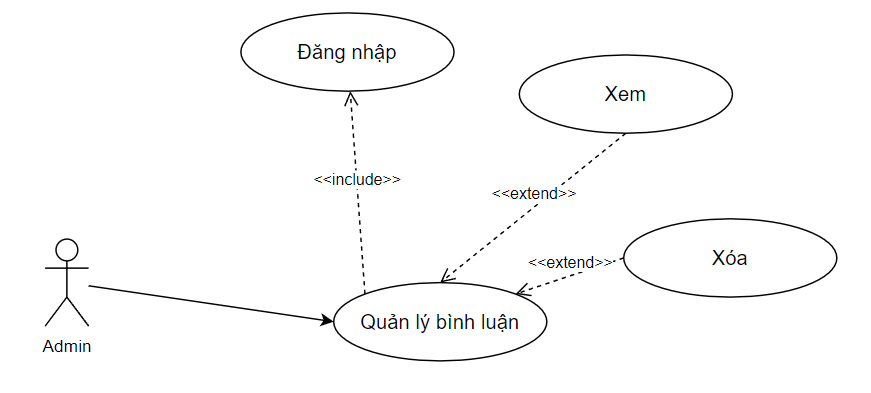 Đăng nhập
Xem
<<include>>
<<extend>>
Xóa
<<extend>>
Quản lý bình luận
Admin